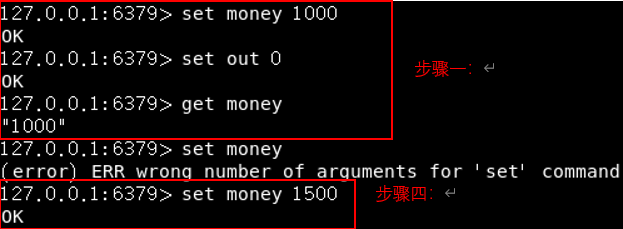 127.0.0.1:6379> set money 1000
OK
127.0.0.1:6379> set out 0
OK
步骤一：↵
127.0.0.1:6379> get money
"1000"
127.0.0.1:6379> set money
(error) ERR wrong number of arguments for 'set' command
127.0.0.1:6379> set money 1500
步骤四：↵
OK